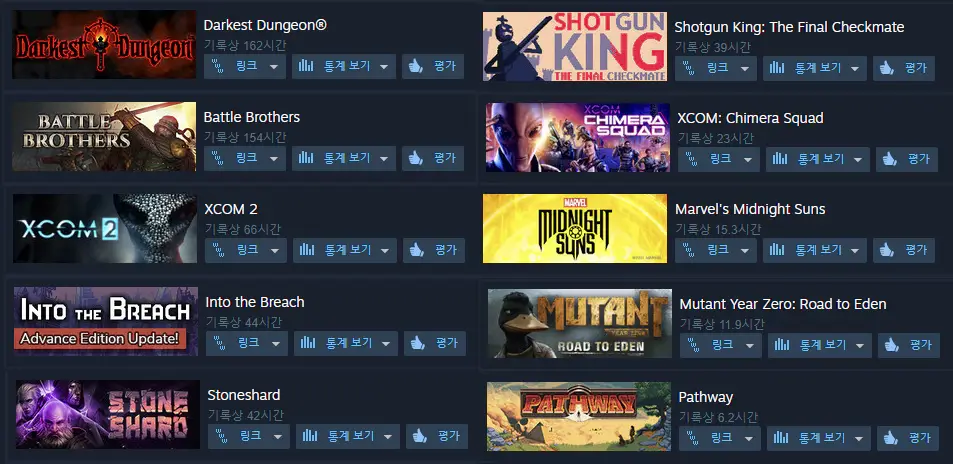 Darkest Dungeon
Darkest Dungeon®
기록상 162시간
링크 통계 보기 평가
BATTLE
BROTHERS
Battle Brothers
기록상 154시간
링크 통계 보기 평가
XCOM 2
XCOM 2
기록상 66시간
링크 통계 보기 평가
INTO THE BREACH
Advance Edition Update!
Into the Breach
기록상 44시간
링크 통계 보기 평가
STONE
SHARD
Stoneshard
기록상 42시간
링크 통계 보기 평가
SHOTGUN
KING
THE FINAL CHECKMATE
Shotgun King: The Final Checkmate
기록상 39시간
링크 통계 보기 평가
XCOM
CHIMERA
SQUAD
XCOM: Chimera Squad
기록상 23시간
링크 통계 보기 평가
MARVEL
MIDNIGHT
SUNS
Marvel's Midnight Suns
기록상 15.3시간
링크 통계 보기 평가
MUTANT
YEAR ZERO
ROAD TO EDEN
Mutant Year Zero: Road to Eden
기록상 11.9시간
링크 통계 보기 평가
PATHWAY
Pathway
기록상 6.2시간
링크 통계 보기 평가